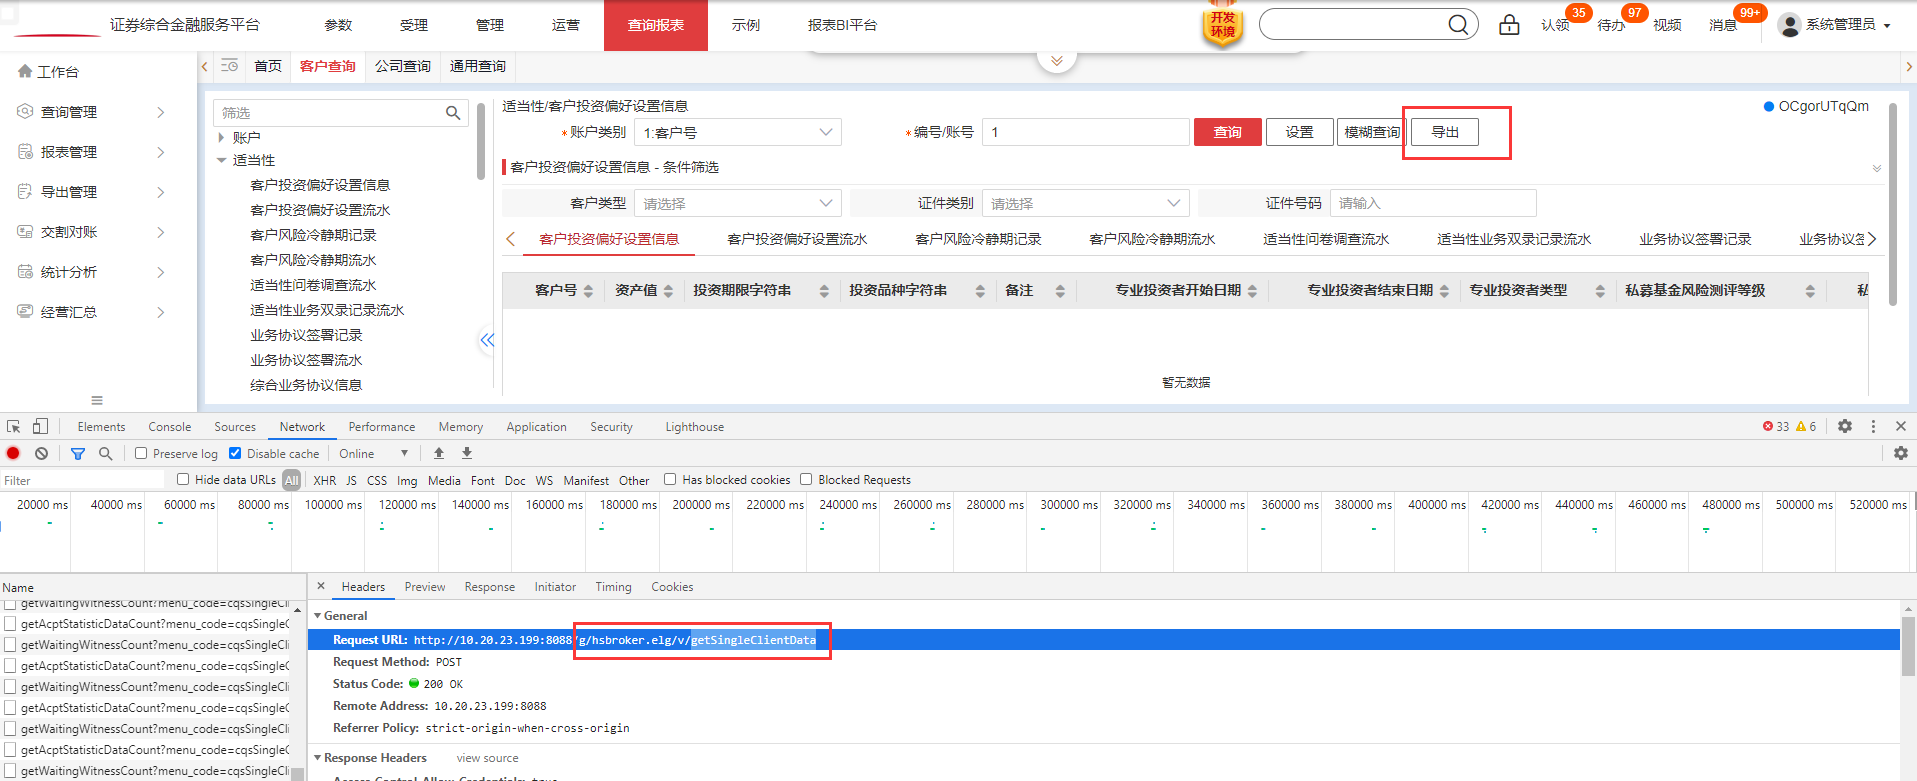 证券综合金融服务平台 参数 受理 管理 运营 查询报表 示例 报表BI平台 开发环境 认领 35 待办 97 视频 消息 99+ 系统管理员
工作台 首页 客户查询 公司查询 通用查询
查询管理
报表管理
导出管理
交割对账
统计分析
经营汇总
筛选
账户
适当性
客户投资偏好设置信息
客户投资偏好设置流水
客户风险冷静期记录
客户风险冷静期流水
适当性问卷调查流水
适当性业务双录记录流水
业务协议签署记录
业务协议签署流水
综合业务协议信息
适当性/客户投资偏好设置信息 OCgorUTqQm
*账户类别 1:客户号 *编号/账号 1 查询 设置 模糊查询 导出
客户投资偏好设置信息 - 条件筛选
客户类型 请选择 证件类别 请选择 证件号码 请输入
客户投资偏好设置信息 客户投资偏好设置流水 客户风险冷静期记录 客户风险冷静期流水 适当性问卷调查流水 适当性业务双录记录流水 业务协议签署记录 业务协议签
客户号 资产值 投资期限字符串 投资品种字符串 备注 专业投资者开始日期 专业投资者结束日期 专业投资者类型 私募基金风险测评等级 私
暂无数据
Elements Console Sources Network Performance Memory Application Security Lighthouse 33 6
Preserve log Disable cache Online
Filter Hide data URLs All XHR JS CSS Img Media Font Doc WS Manifest Other Has blocked cookies Blocked Requests
20000 ms 40000 ms 60000 ms 80000 ms 100000 ms 120000 ms 140000 ms 160000 ms 180000 ms 200000 ms 220000 ms 240000 ms 260000 ms 280000 ms 300000 ms 320000 ms 340000 ms 360000 ms 380000 ms 400000 ms 420000 ms 440000 ms 460000 ms 480000 ms 500000 ms 520000 ms
Name
getWaitingWitnessCount?menu_code=cqsSingleCli
getAcptStatisticDataCount?menu_code=cqsSingleC
getWaitingWitnessCount?menu_code=cqsSingleCli
getAcptStatisticDataCount?menu_code=cqsSingleC
getWaitingWitnessCount?menu_code=cqsSingleCli
getAcptStatisticDataCount?menu_code=cqsSingleC
getWaitingWitnessCount?menu_code=cqsSingleCli
getAcptStatisticDataCount?menu_code=cqsSingleC
getWaitingWitnessCount?menu_code=cqsSingleCli
Headers Preview Response Initiator Timing Cookies
General
Request URL: http://10.20.23.199:8088/g/hsbroker.elg/v/getSingleClientData
Request Method: POST
Status Code: 200 OK
Remote Address: 10.20.23.199:8088
Referrer Policy: strict-origin-when-cross-origin
Response Headers view source
Access-Control-Allow-Credentials: true